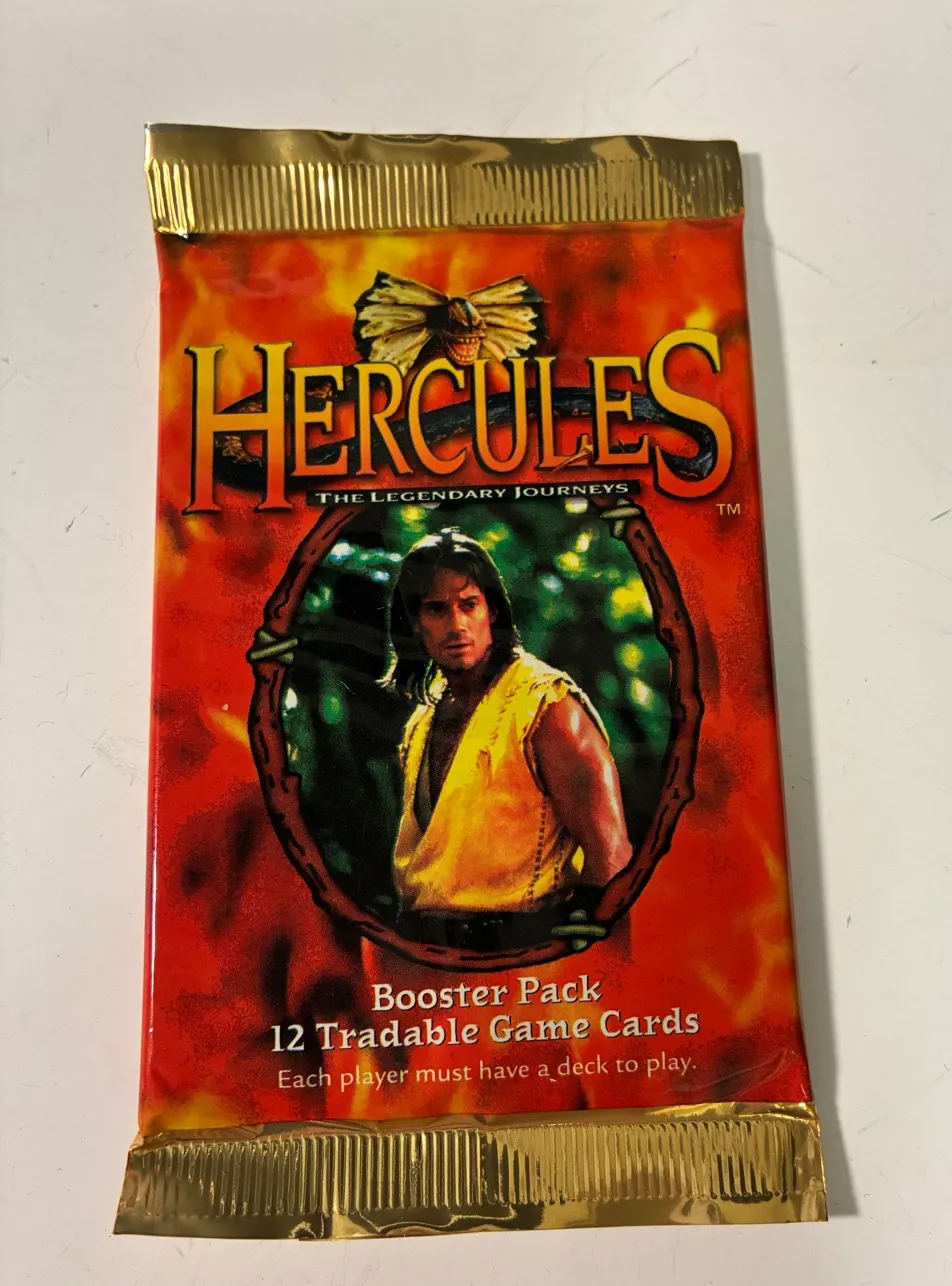 HERCULES
THE LEGENDARY JOURNEYS
TM
Booster Pack
12 Tradable Game Cards
Each player must have a deck to play.